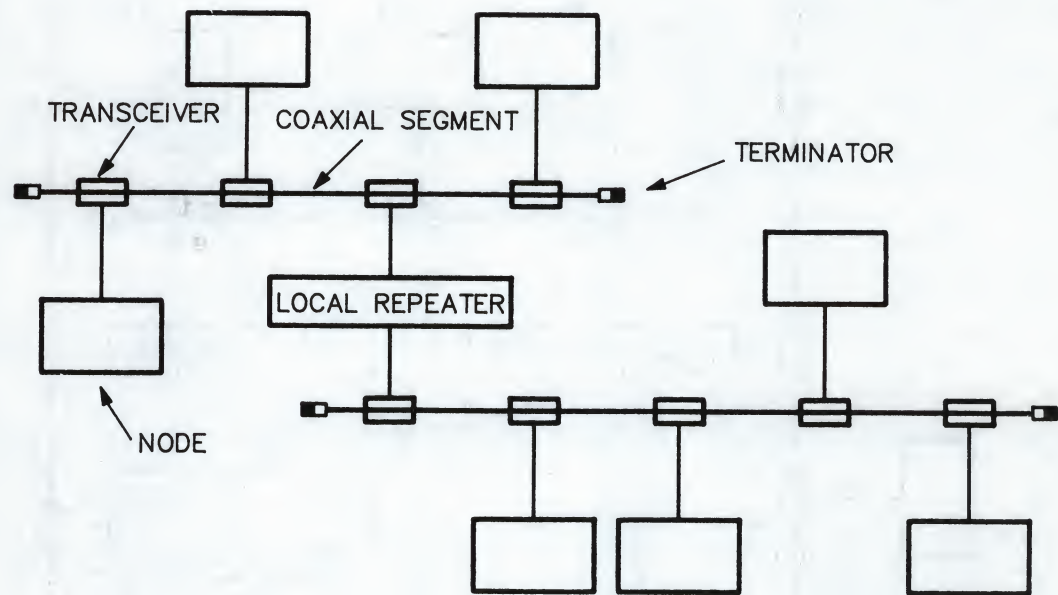 TRANSCEIVER
COAXIAL SEGMENT
TERMINATOR
LOCAL REPEATER
NODE